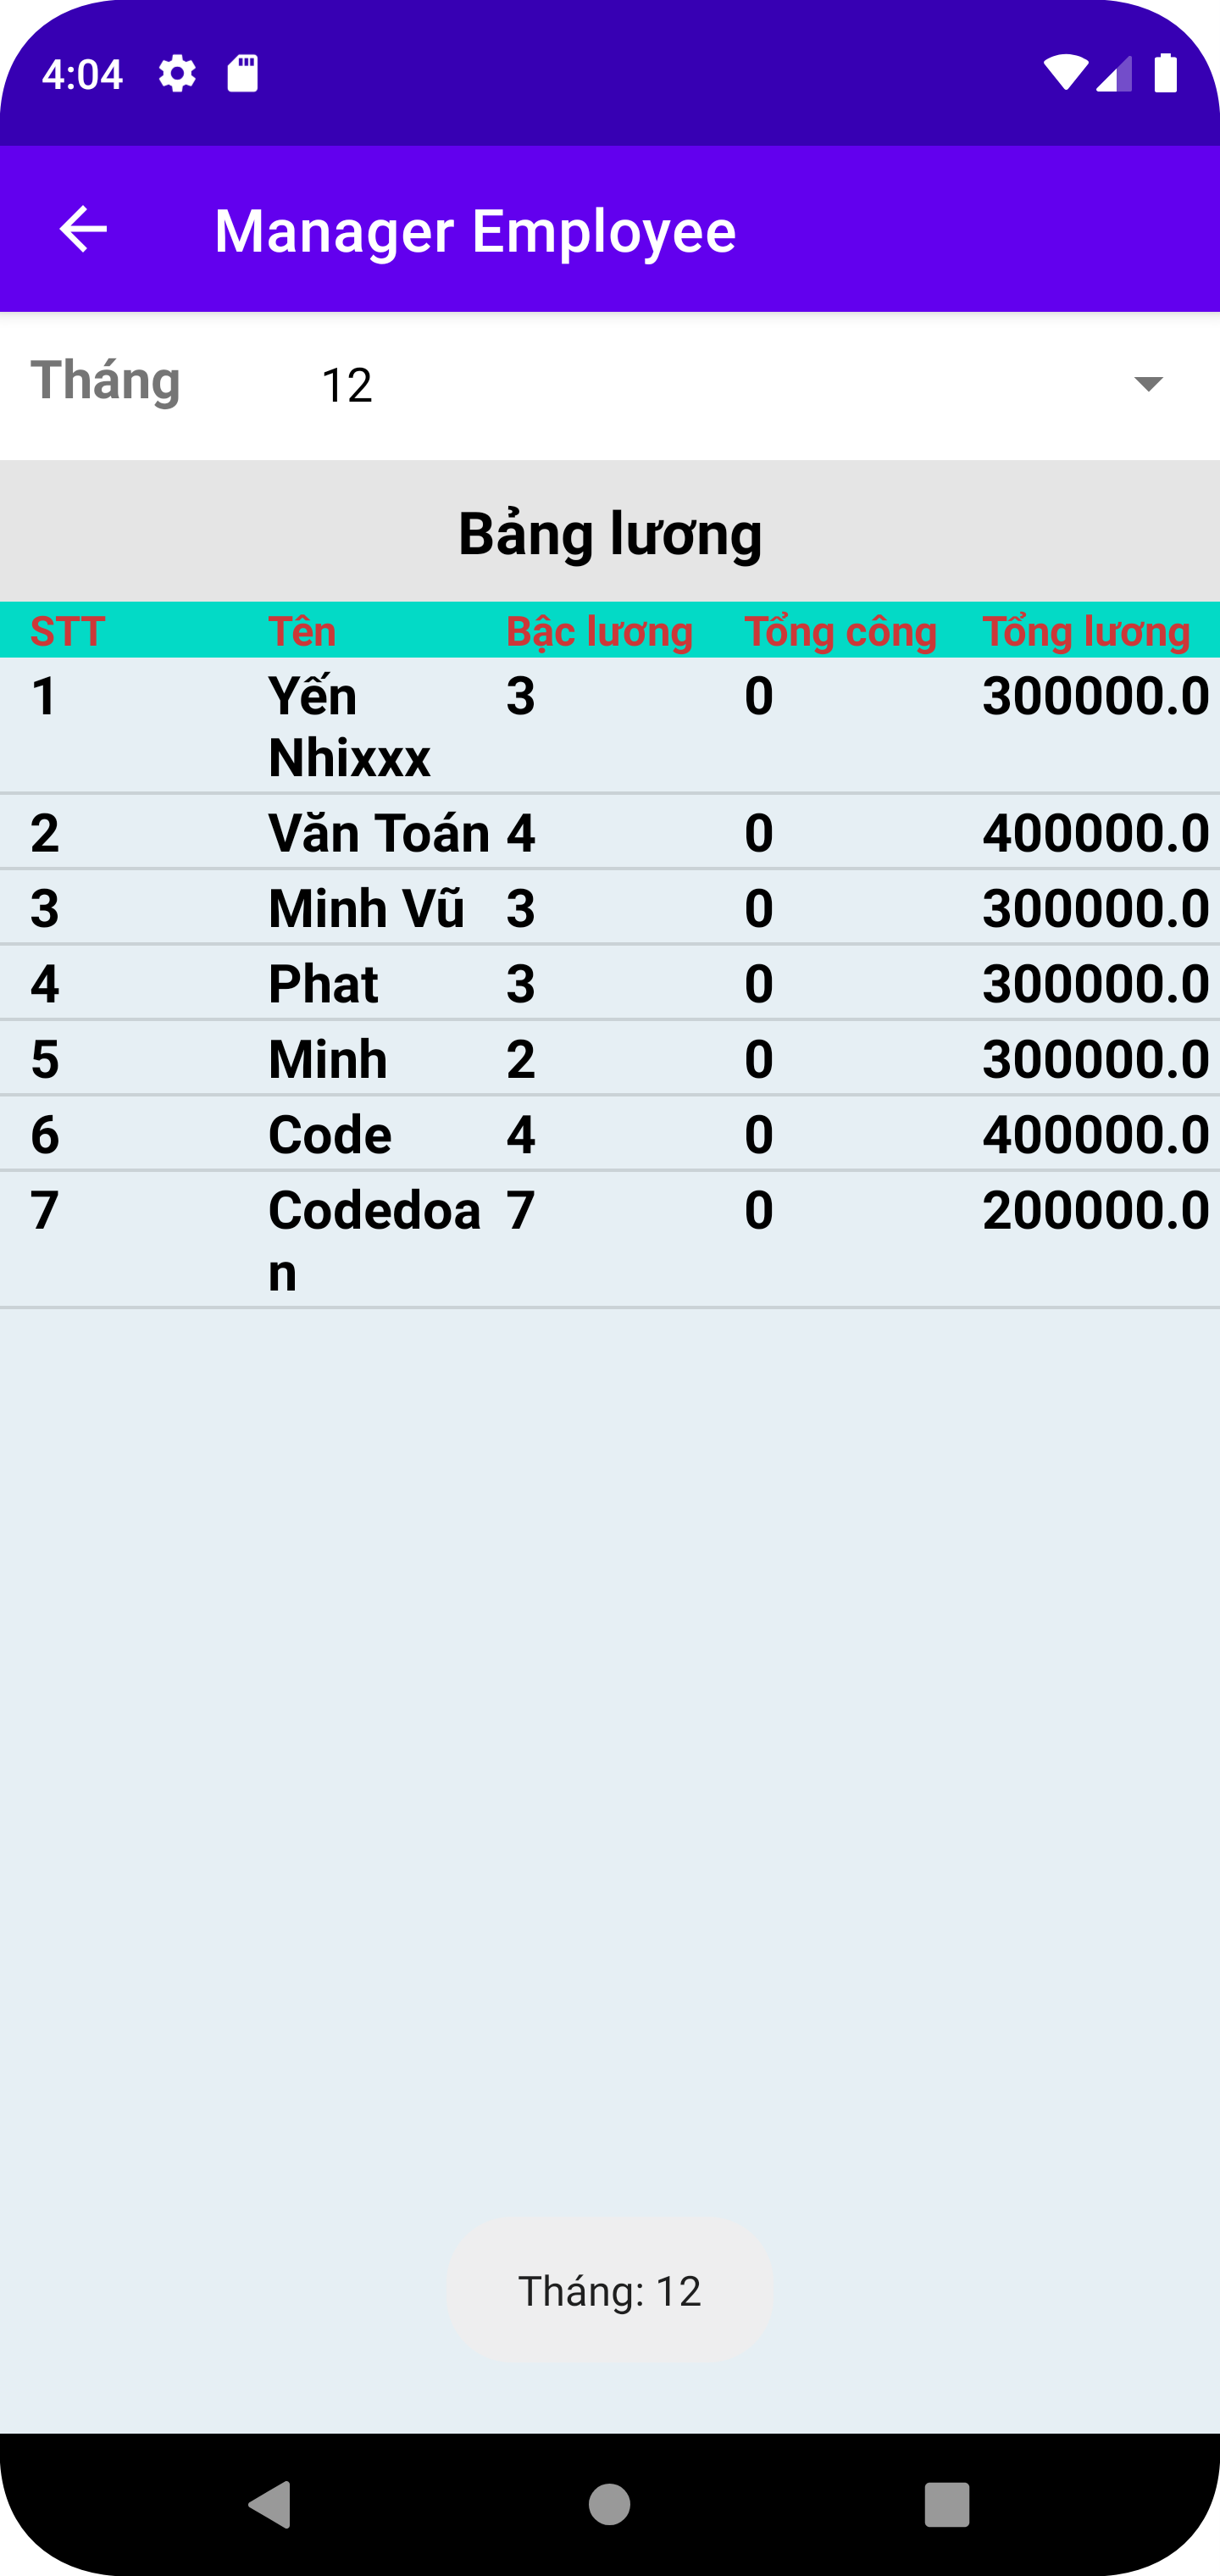 4:04
Manager Employee
Tháng 12
Bảng lương
STT Tên Bậc lương Tổng công Tổng lương
1 Yến 3 0 300000.0
Nhixxx
2 Văn Toán 4 0 400000.0
3 Minh Vũ 3 0 300000.0
4 Phat 3 0 300000.0
5 Minh 2 0 300000.0
6 Code 4 0 400000.0
7 Codedoa 7 0 200000.0
n
Tháng: 12